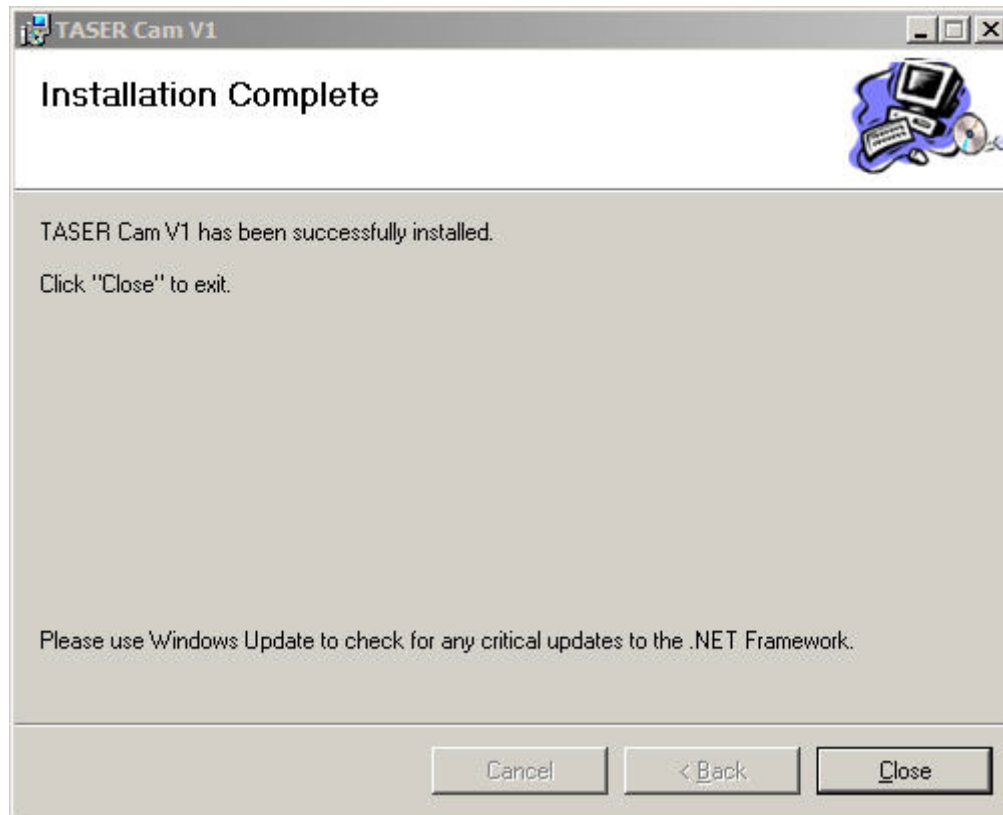 TASER Cam V1
Installation Complete
TASER Cam V1 has been successfully installed.
Click "Close" to exit.
Please use Windows Update to check for any critical updates to the .NET Framework.
Cancel
< Back
Close